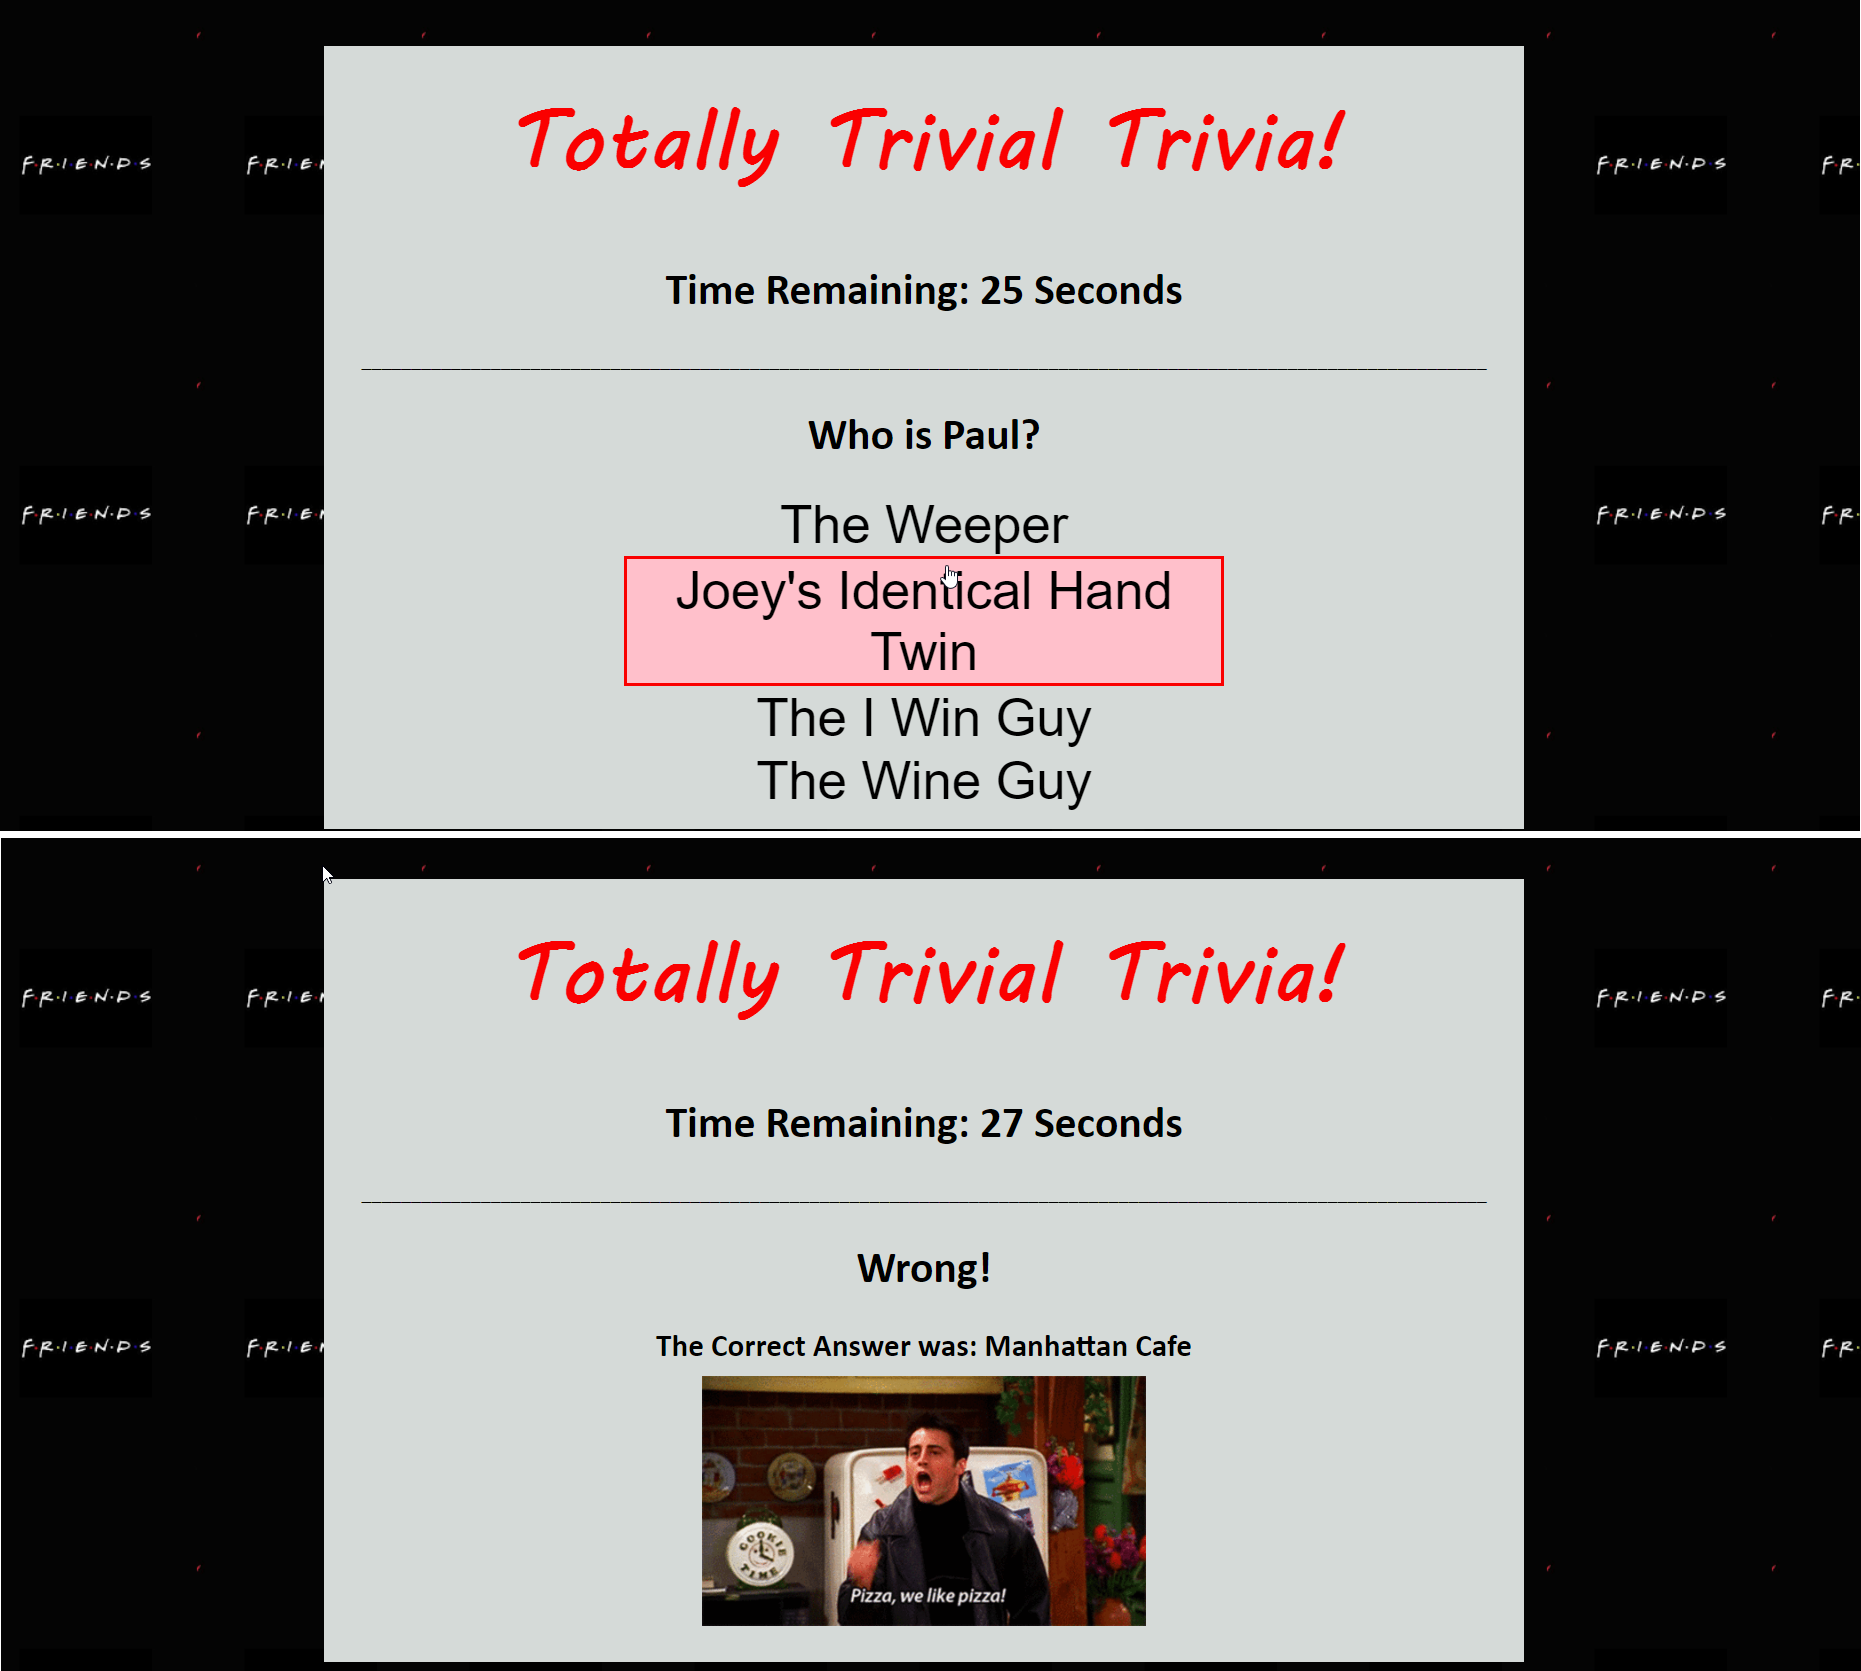 Totally Trivial Trivia!
Time Remaining: 25 Seconds
F·R·I·E·N·D·S F·R·I·E F·R·I·E·N·D·S F·R·
Who is Paul?
The Weeper
F·R·I·E·N·D·S F·R·I·E F·R·I·E·N·D·S F·R·
Joey's Identical Hand
Twin
The I Win Guy
The Wine Guy
Totally Trivial Trivia!
F·R·I·E·N·D·S F·R·I·E F·R·I·E·N·D·S F·R·
Time Remaining: 27 Seconds
Wrong!
The Correct Answer was: Manhattan Cafe
F·R·I·E·N·D·S F·R·I·E F·R·I·E·N·D·S F·R·
COOKIE
TIME
Pizza, we like pizza!